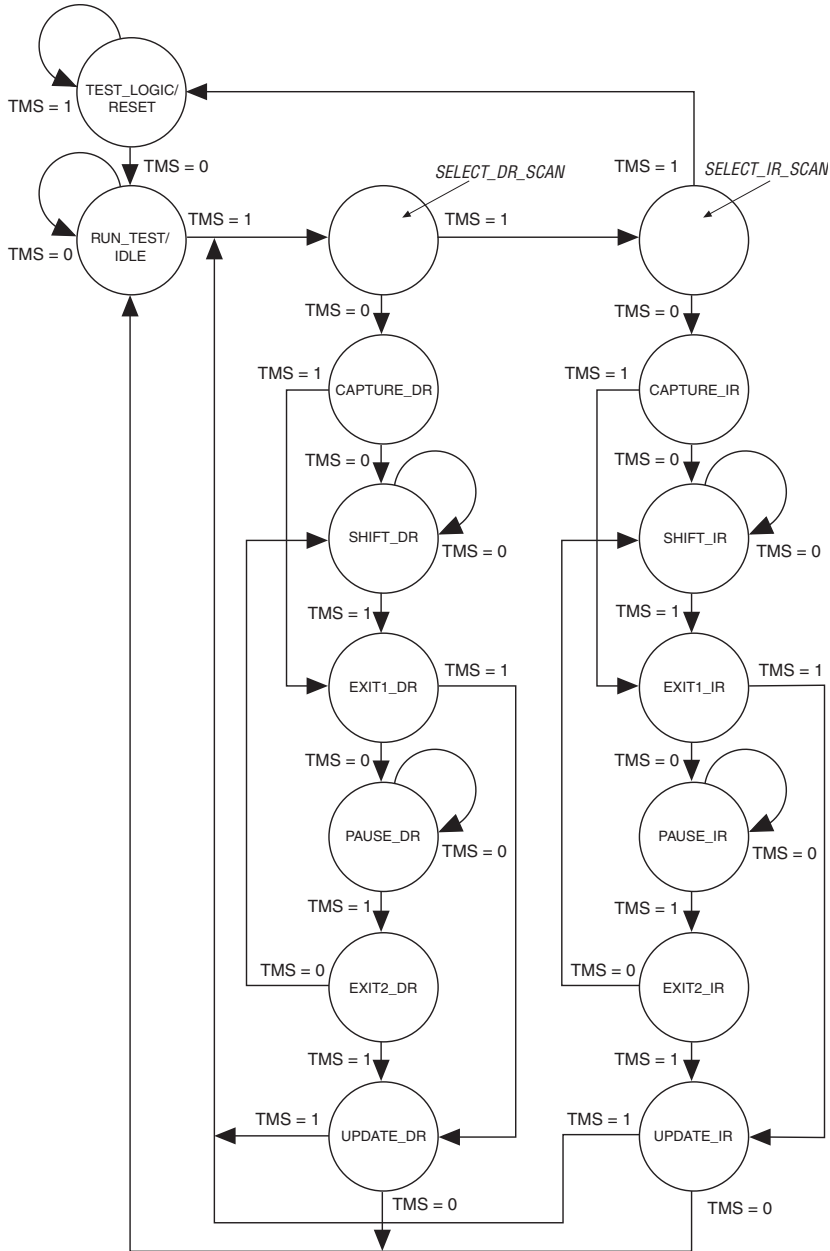 TEST_LOGIC/
RESET
TMS = 1
TMS = 0
TMS = 1
SELECT_DR_SCAN
SELECT_IR_SCAN
RUN_TEST/
IDLE
TMS = 0
TMS = 1
TMS = 1
TMS = 0
TMS = 0
TMS = 1
CAPTURE_DR
TMS = 1
CAPTURE_IR
TMS = 0
TMS = 0
SHIFT_DR
TMS = 0
SHIFT_IR
TMS = 0
TMS = 1
TMS = 1
EXIT1_DR
TMS = 1
EXIT1_IR
TMS = 1
TMS = 0
TMS = 0
PAUSE_DR
TMS = 0
PAUSE_IR
TMS = 0
TMS = 1
TMS = 1
TMS = 0
EXIT2_DR
TMS = 0
EXIT2_IR
TMS = 1
TMS = 1
TMS = 1
UPDATE_DR
TMS = 1
UPDATE_IR
TMS = 0
TMS = 0